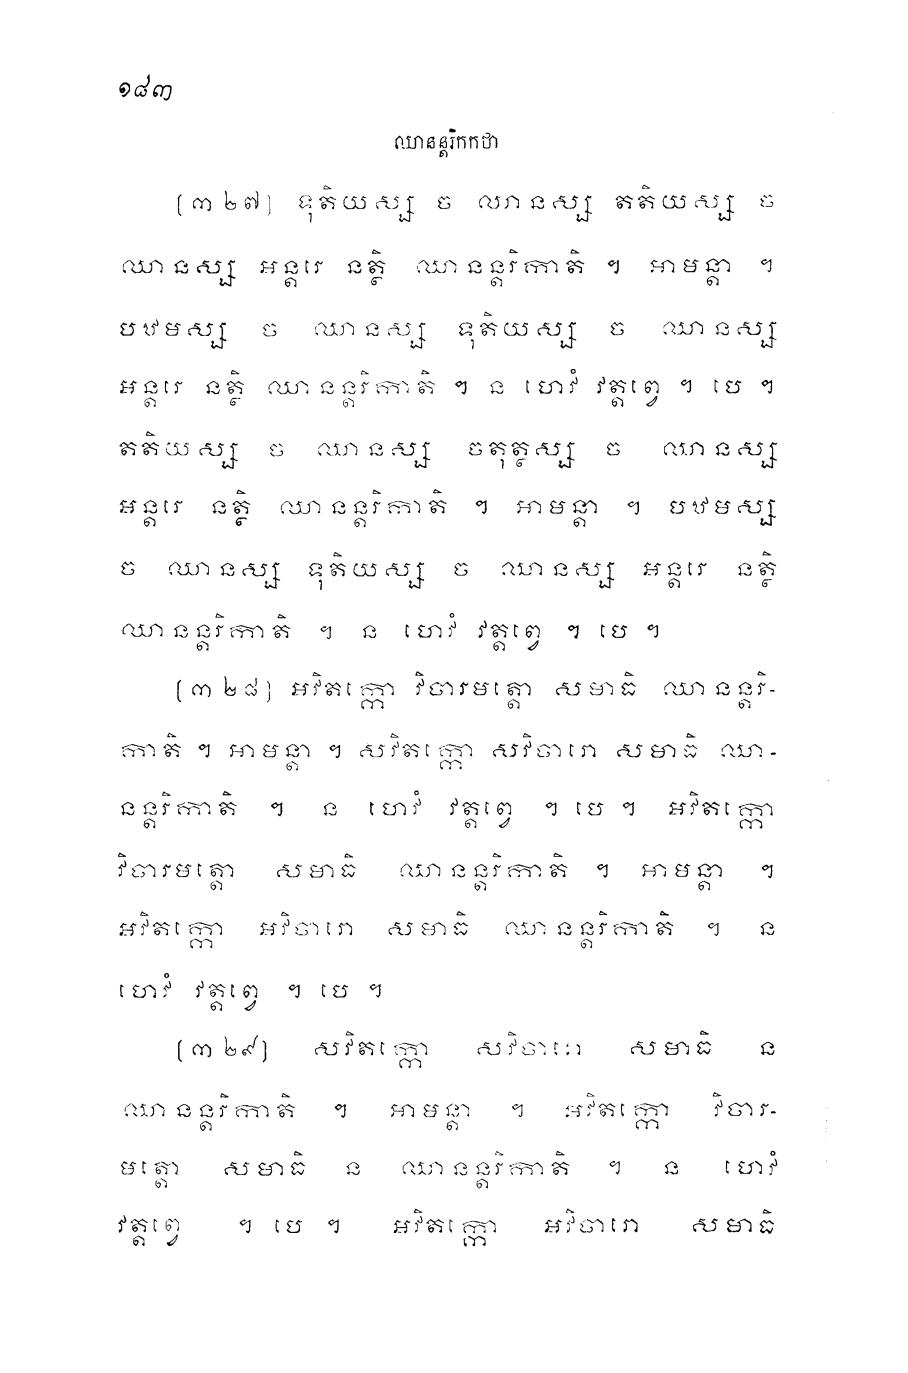 ១៨៣
ឈានន្តរិកកថា
[៣២៧] ទុតិយស្ស ច ឈានស្ស តតិយស្ស ច
ឈានស្ស អន្តរេ នត្ថិ ឈានន្តរិកាតិ ។ អាមន្តា ។
បឋមស្ស ច ឈានស្ស ទុតិយស្ស ច ឈានស្ស
អន្តរេ នត្ថិ ឈានន្តរិកាតិ ។ ន ហេវំ វត្តព្វេ ។ បេ ។
តតិយស្ស ច ឈានស្ស ចតុត្ថស្ស ច ឈានស្ស
អន្តរេ នត្ថិ ឈានន្តរិកាតិ ។ អាមន្តា ។ បឋមស្ស
ច ឈានស្ស ទុតិយស្ស ច ឈានស្ស អន្តរេ នត្ថិ
ឈានន្តរិកាតិ ។ ន ហេវំ វត្តព្វេ ។ បេ ។
[៣២៨] អវិតក្កោ វិចារមត្តោ សមាធិ ឈានន្តរិ-
កាតិ ។ អាមន្តា ។ សវិតក្កោ សវិចារោ សមាធិ ឈា-
នន្តរិកាតិ ។ ន ហេវំ វត្តព្វេ ។ បេ ។ អវិតក្កោ
វិចារមត្តោ សមាធិ ឈានន្តរិកាតិ ។ អាមន្តា ។
អវិតក្កោ អវិចារោ សមាធិ ឈានន្តរិកាតិ ។ ន
ហេវំ វត្តព្វេ ។ បេ ។
[៣២៩] សវិតក្កោ សវិចារោ សមាធិ ន
ឈានន្តរិកាតិ ។ អាមន្តា ។ អវិតក្កោ វិចារ-
មត្តោ សមាធិ ន ឈានន្តរិកាតិ ។ ន ហេវំ
វត្តព្វេ ។ បេ ។ អវិតក្កោ អវិចារោ សមាធិ